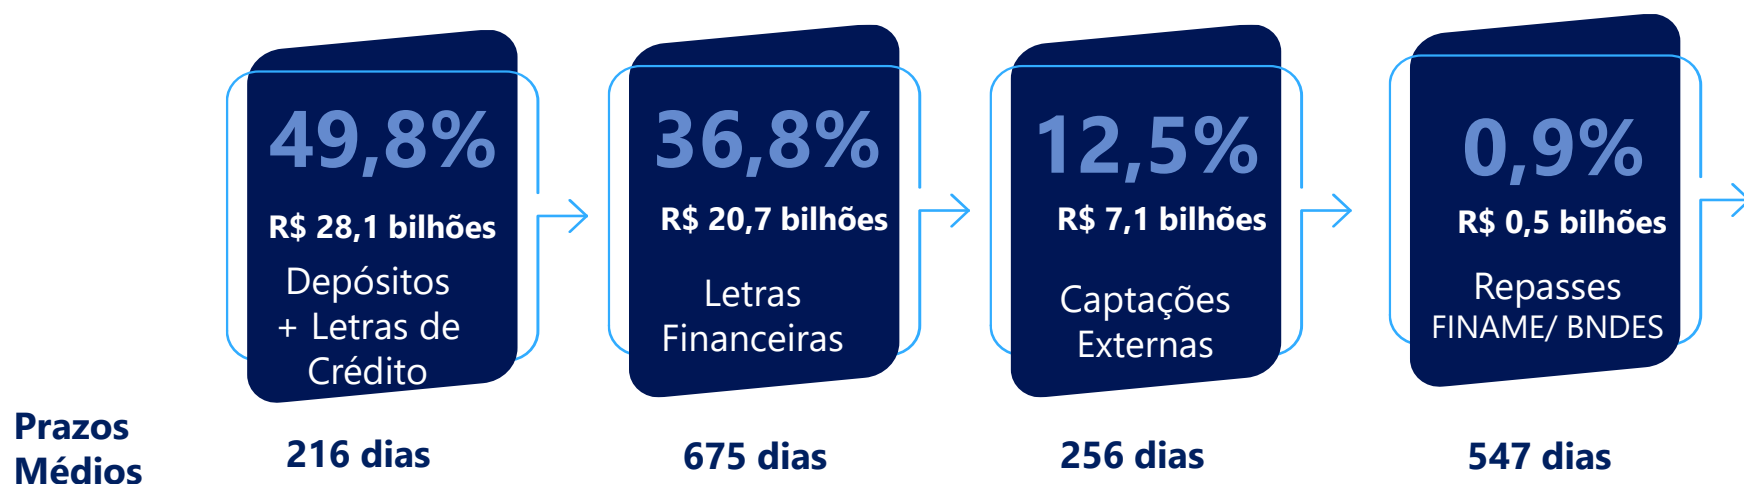 49,8%
R$ 28,1 bilhões
Depósitos
+ Letras de
Crédito
36,8%
R$ 20,7 bilhões
Letras
Financeiras
12,5%
R$ 7,1 bilhões
Captações
Externas
0,9%
R$ 0,5 bilhões
Repasses
FINAME/ BNDES
Prazos
Médios
216 dias
675 dias
256 dias
547 dias